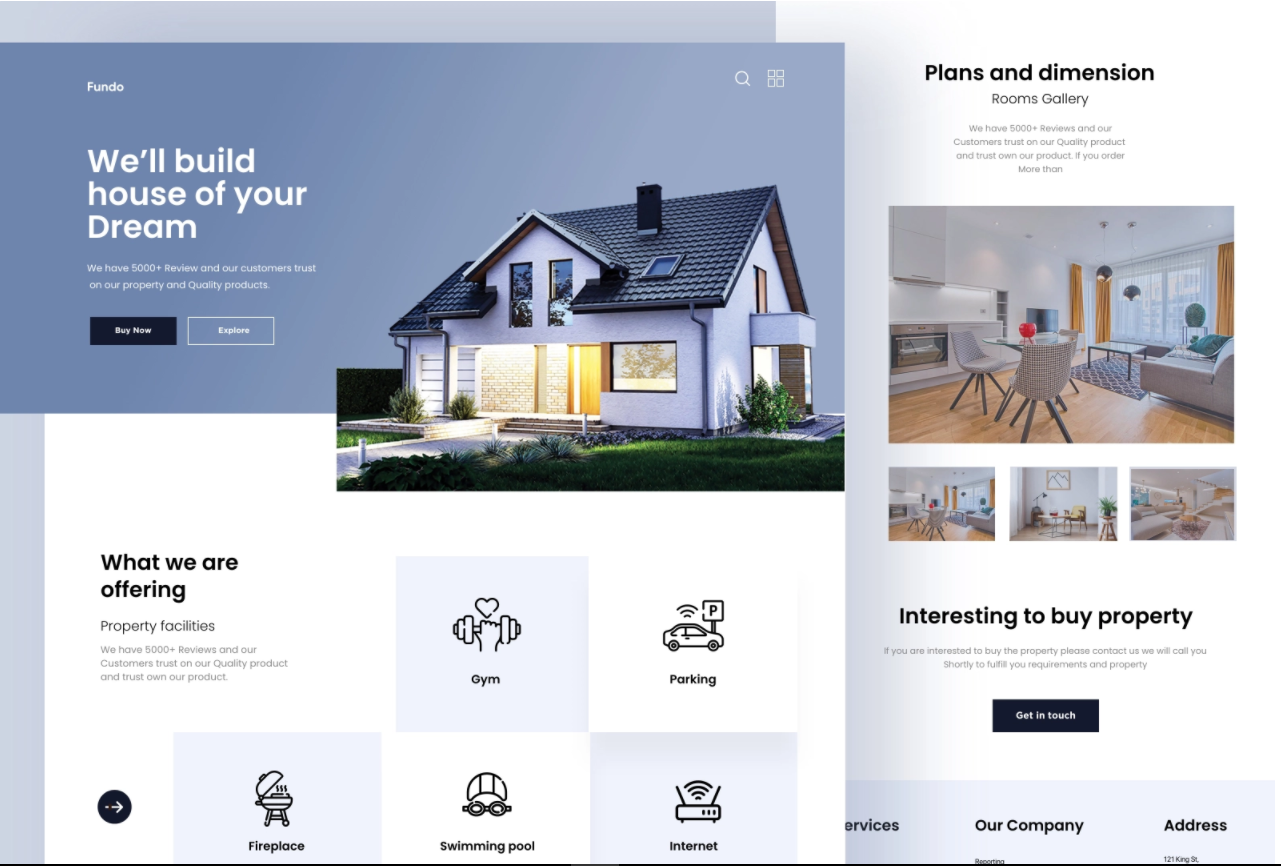 Fundo
We'll build
house of your
Dream
We have 5000+ Review and our customers trust
on our property and Quality products.
Buy Now
Explore
What we are
offering
Property facilities
We have 5000+ Reviews and our
Customers trust on our Quality product
and trust own our product.
Gym
P
Parking
Fireplace
Swimming pool
Internet
Plans and dimension
Rooms Gallery
We have 5000+ Reviews and our
Customers trust on our Quality product
and trust own our product. If you order
More than
Interesting to buy property
If you are interested to buy the property please contact us we will call you
Shortly to fulfill you requirements and property
Get in touch
ervices
Our Company
Address
Reporting
121 King St,